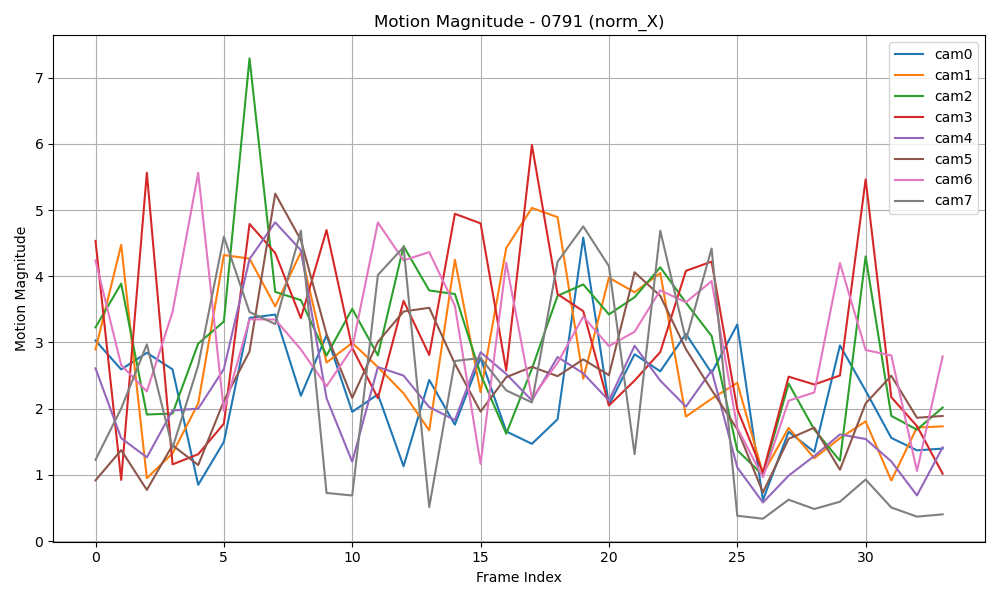 Motion Magnitude - 0791 (norm_X)
cam0
cam1
cam2
cam3
cam4
cam5
cam6
cam7
Motion Magnitude
7
6
5
4
3
2
1
0
0 5 10 15 20 25 30
Frame Index